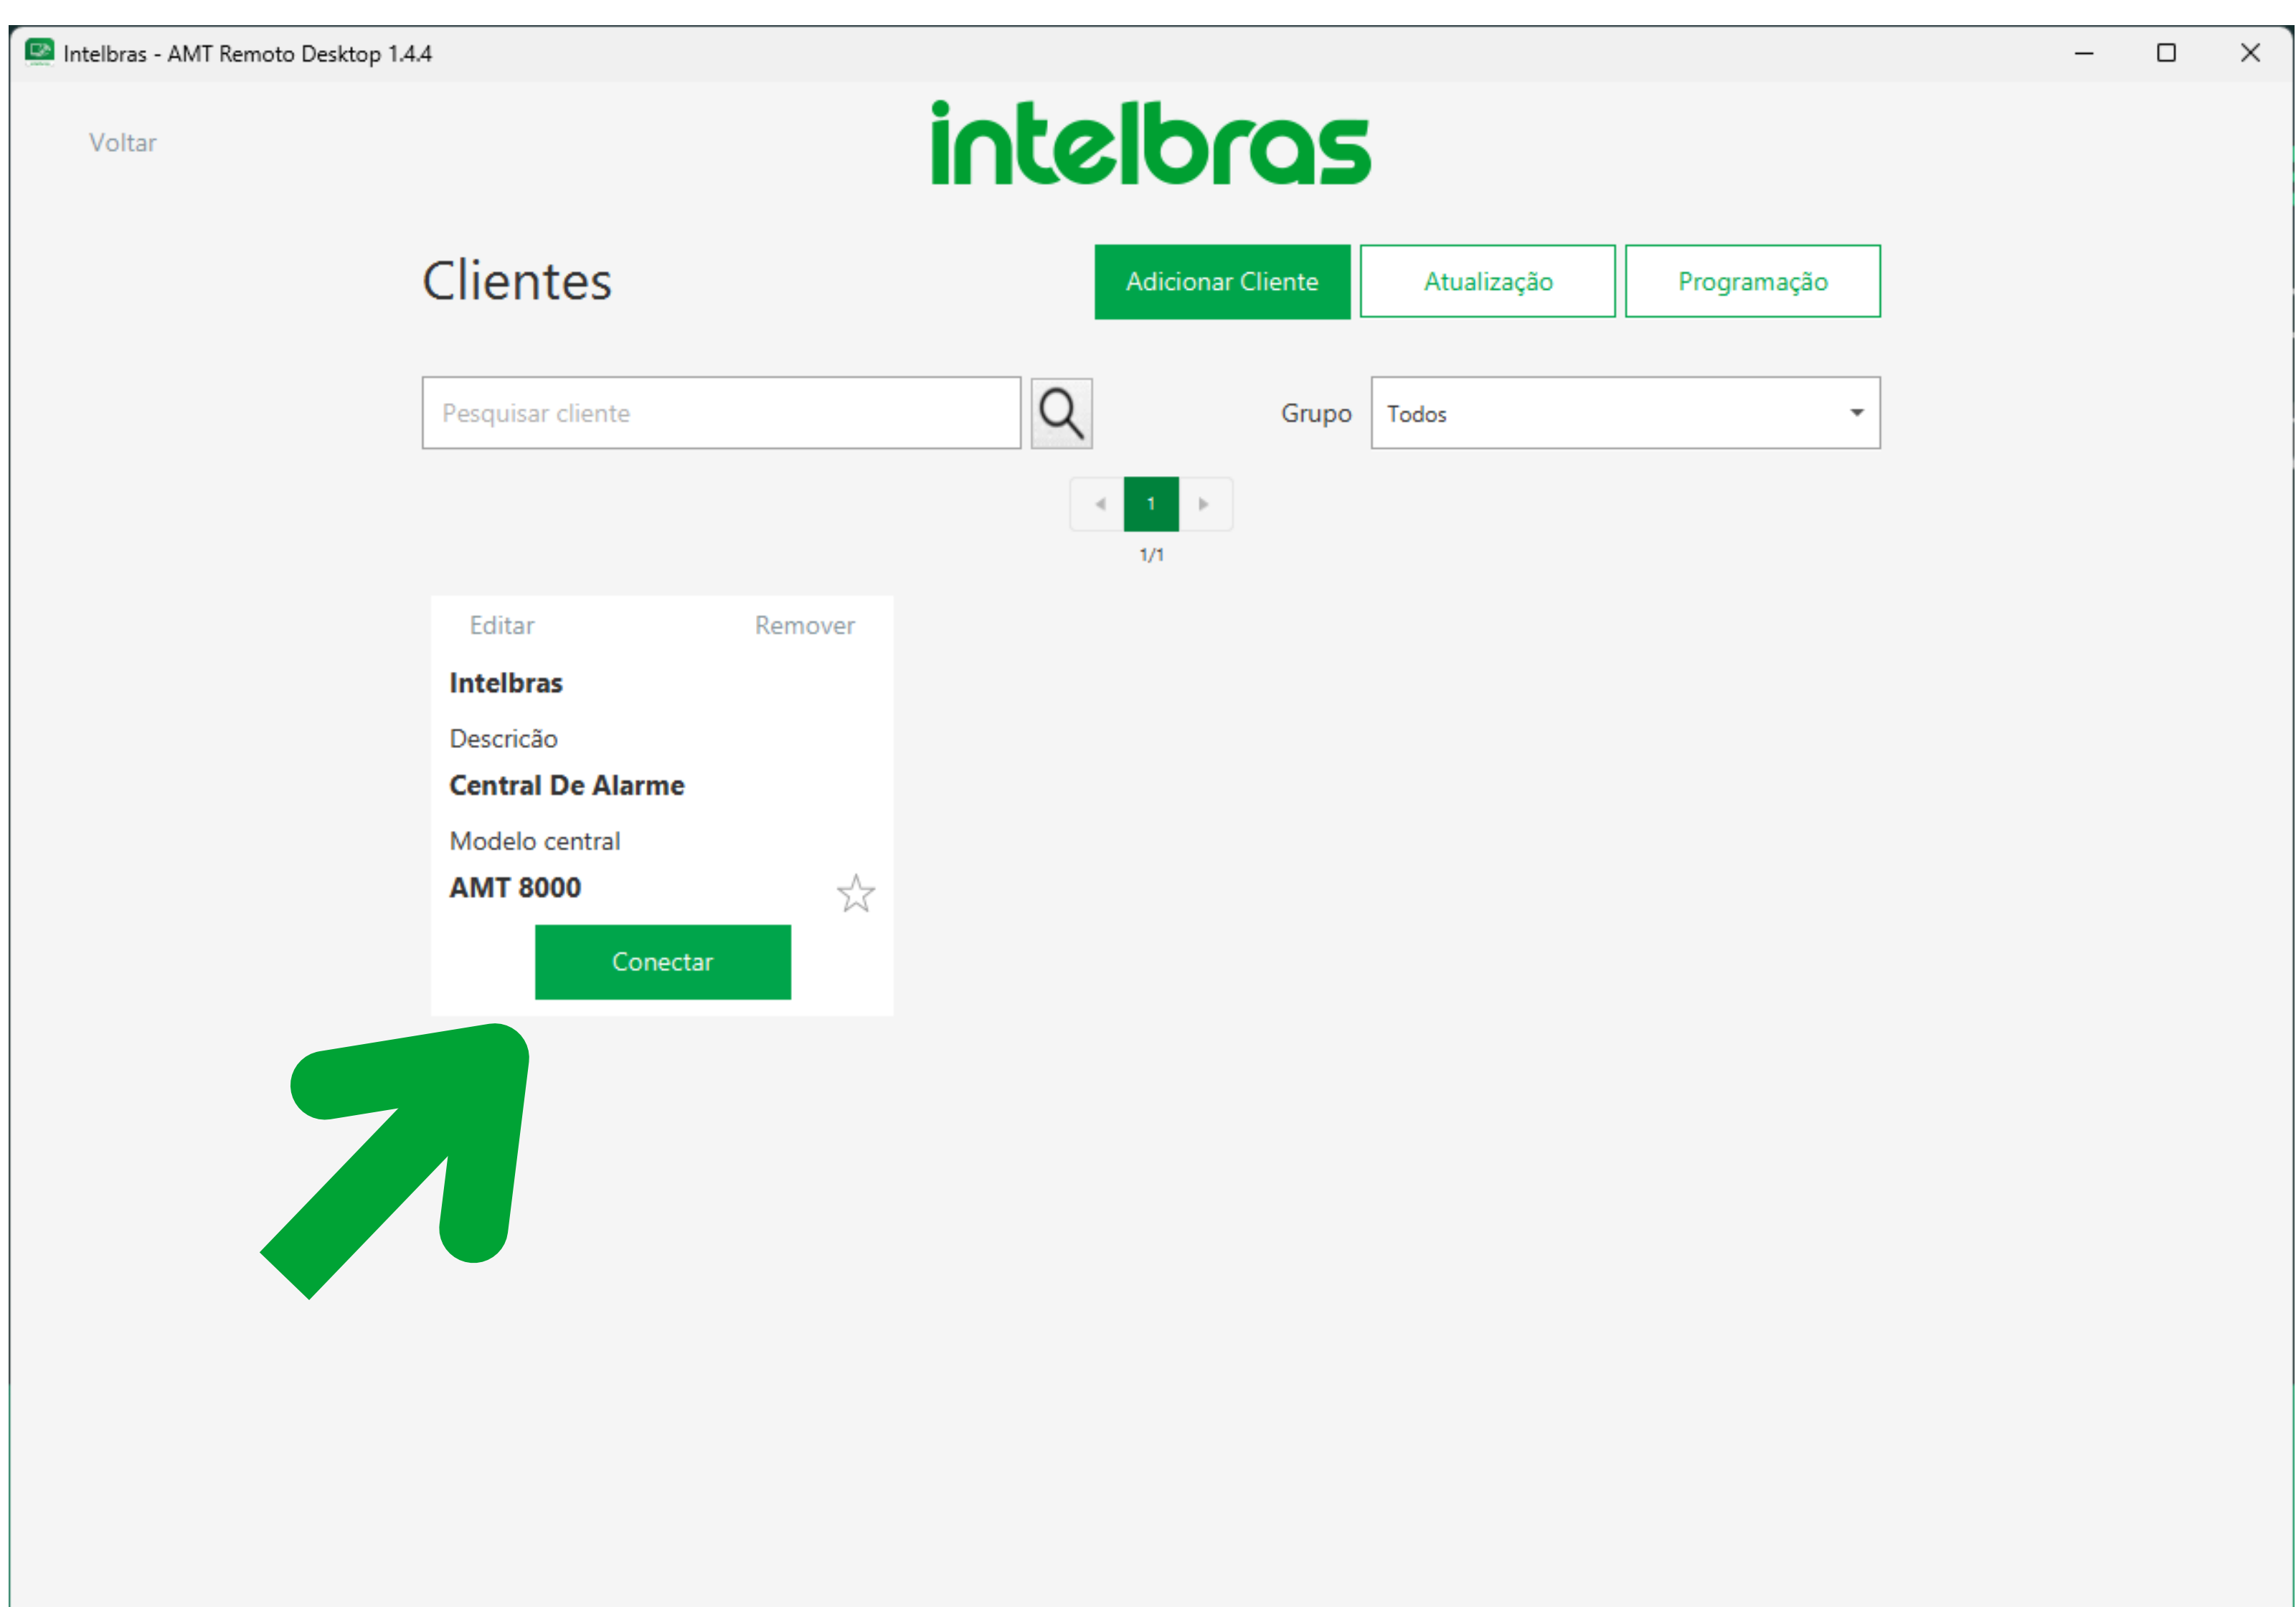 Intelbras - AMT Remoto Desktop 1.4.4
Voltar
intelbras
Clientes
Adicionar Cliente
Atualização
Programação
Pesquisar cliente
Grupo
Todos
1
1/1
Editar
Remover
Intelbras
Descricão
Central De Alarme
Modelo central
AMT 8000
Conectar